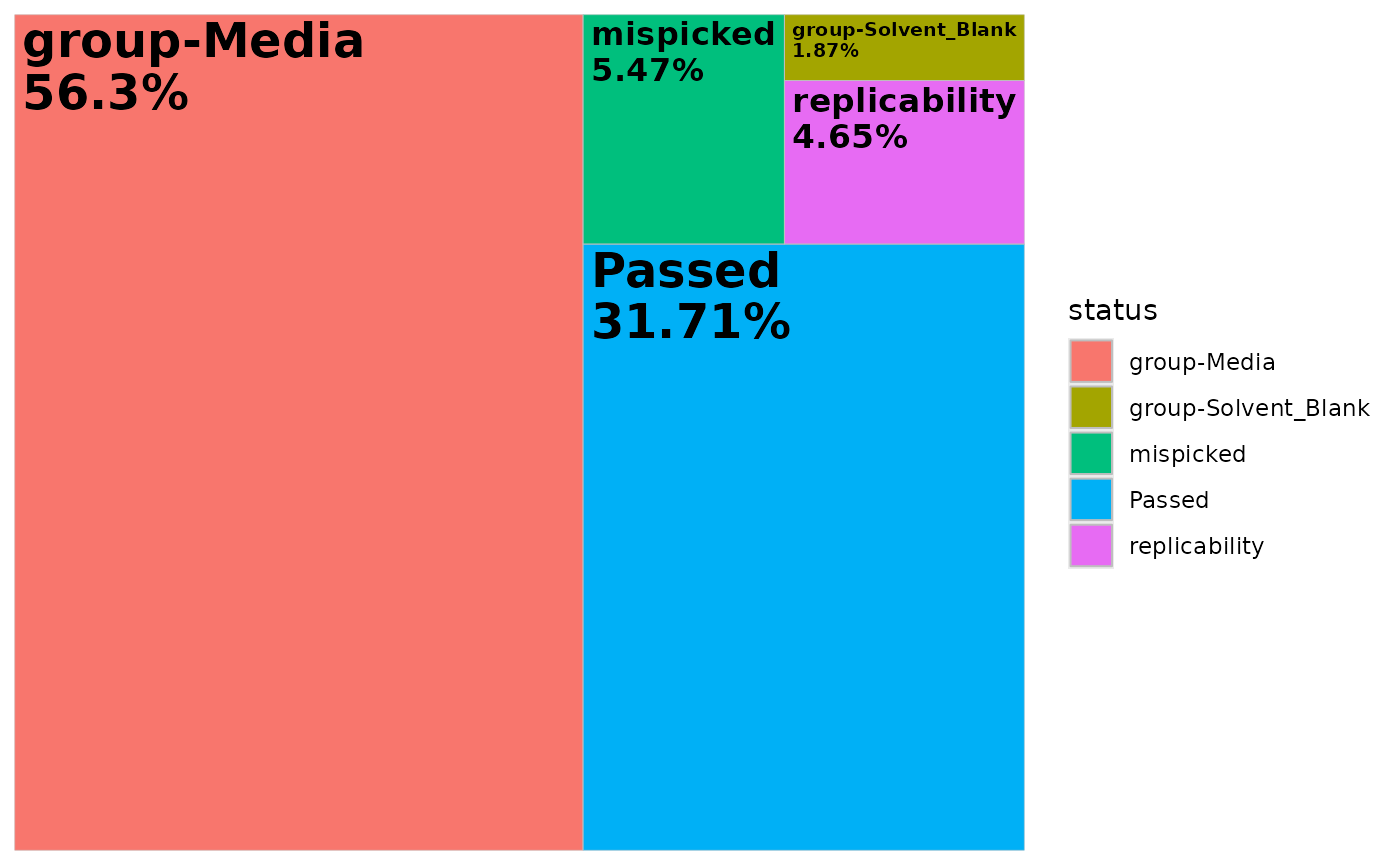 group-Media
56.3%
mispicked
5.47%
group-Solvent_Blank
1.87%
replicability
4.65%
Passed
31.71%
status
group-Media
group-Solvent_Blank
mispicked
Passed
replicability